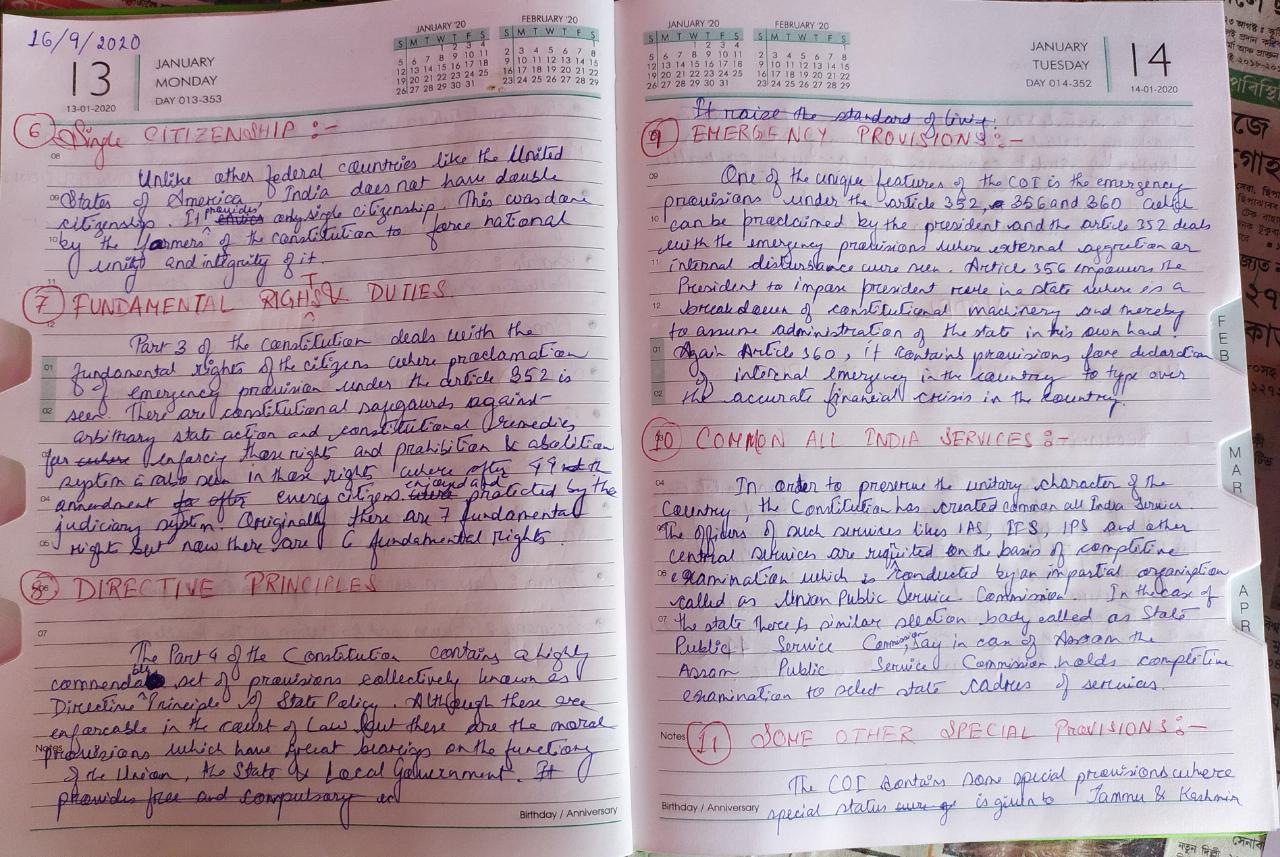 16/9/2020
13
13-01-2020
JANUARY
MONDAY
DAY 013-353
JANUARY '20
S M T W T F S
1 2 3 4
5 6 7 8 9 10 11
12 13 14 15 16 17 18
19 20 21 22 23 24 25
26 27 28 29 30 31
FEBRUARY '20
S M T W T F S
1
2 3 4 5 6 7 8
9 10 11 12 13 14 15
16 17 18 19 20 21 22
23 24 25 26 27 28 29
6 Single CITIZENSHIP :-
Unlike other federal countries like the United
States of America, India does not have double
citizenship. It provides only single citizenship. This was done
by the farmers of the constitution to force national
unity and integrity of it.
7 FUNDAMENTAL RIGHTS & DUTIES
Part 3 of the constitution deals with the
fundamental rights of the citizens where proclamation
of emergency provision under the article 352 is
seen. There are constitutional safegaurds against
arbitrary state action and constitutional remedies
for where enforcing those right and prohibition & abolition
system is also seen in those right where after 44th
amendment to after every citizens enjoyed and protected by the
judiciary system. Originally there are 7 fundamental
right but now there are 6 fundamental rights.
8 DIRECTIVE PRINCIPLES
The Part 4 of the Constitution contains a highly
commendable set of provisions collectively known as
Directive Principle of State Policy. Although these are
enforcable in the court of Law but there are the moral
provisions which have great bearings on the functiony
of the Union, the State & Local Government. It
provides free and compulsory ed
Notes
Birthday / Anniversary
JANUARY '20
S M T W T F S
1 2 3 4
5 6 7 8 9 10 11
12 13 14 15 16 17 18
19 20 21 22 23 24 25
26 27 28 29 30 31
FEBRUARY '20
S M T W T F S
1
2 3 4 5 6 7 8
9 10 11 12 13 14 15
16 17 18 19 20 21 22
23 24 25 26 27 28 29
JANUARY
TUESDAY
DAY 014-352
14
14-01-2020
It raise the standard of living.
9 EMERGENCY PROVISIONS :-
One of the unique features of the COI is the emergency
provisions under the article 352, 356 and 360 which
can be proclaimed by the president and the article 352 deals
with the emergency provisions where external aggretion or
internal disturbance were seen. Article 356 empowers the
President to impose president rule in a state where is a
breakdown of constitutional machinery and thereby
to assume administration of the state in his own hand.
Again Article 360, it contains provisions for declaration
of internal emergency in the country to type over
the accurate financial crisis in the country.
10 COMMON ALL INDIA SERVICES :-
In order to preserve the unitary character of the
Country, the Constitution has created common all India Service.
The officers of such services likes IAS, IFS, IPS and other
central services are requited on the basis of completive
examination which is conducted by an impartial organisation
called as Union Public Service Commission. In the case of
the state there is similar selection body called as State
Public Service Commission, say in case of Assam the
Assam Public Service Commission holds completive
examination to select state cadres of services.
Notes
11 SOME OTHER SPECIAL PROVISIONS :-
The COI contains some special provisions where
special status is given to Jammu & Kashmir
Birthday / Anniversary
FEB
MAR
APR